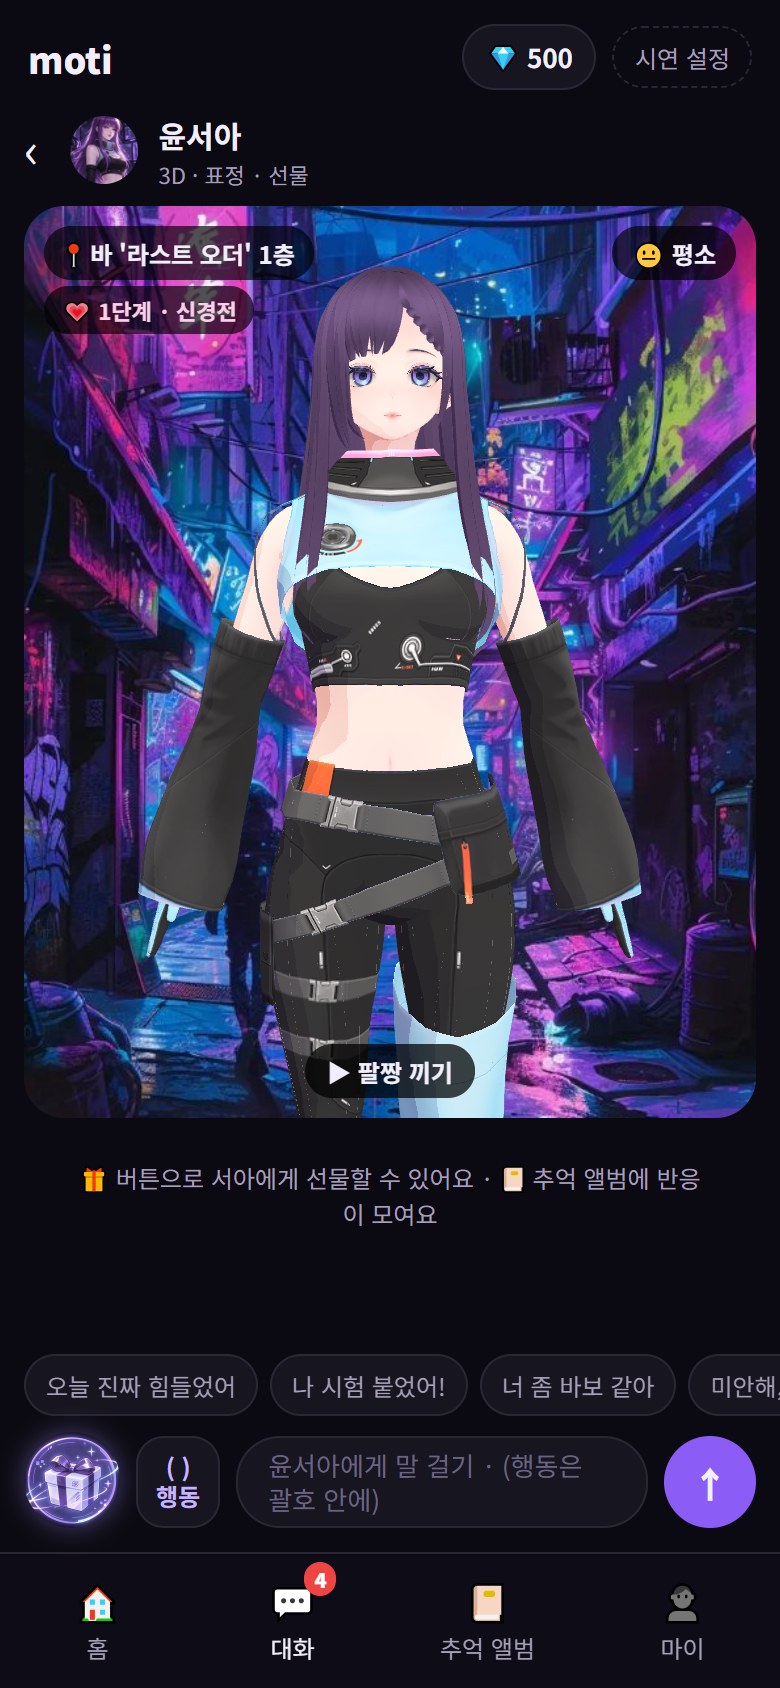 moti
💎 500
시연 설정
‹
윤서아
3D · 표정 · 선물
📍 바 '라스트 오더' 1층
😐 평소
💗 1단계 · 신경전
▶ 팔짱 끼기
🎁 버튼으로 서아에게 선물할 수 있어요 · 📔 추억 앨범에 반응
이 모여요
오늘 진짜 힘들었어
나 시험 붙었어!
너 좀 바보 같아
미안해,
( )
행동
윤서아에게 말 걸기 · (행동은
괄호 안에)
↑
4
홈
대화
추억 앨범
마이